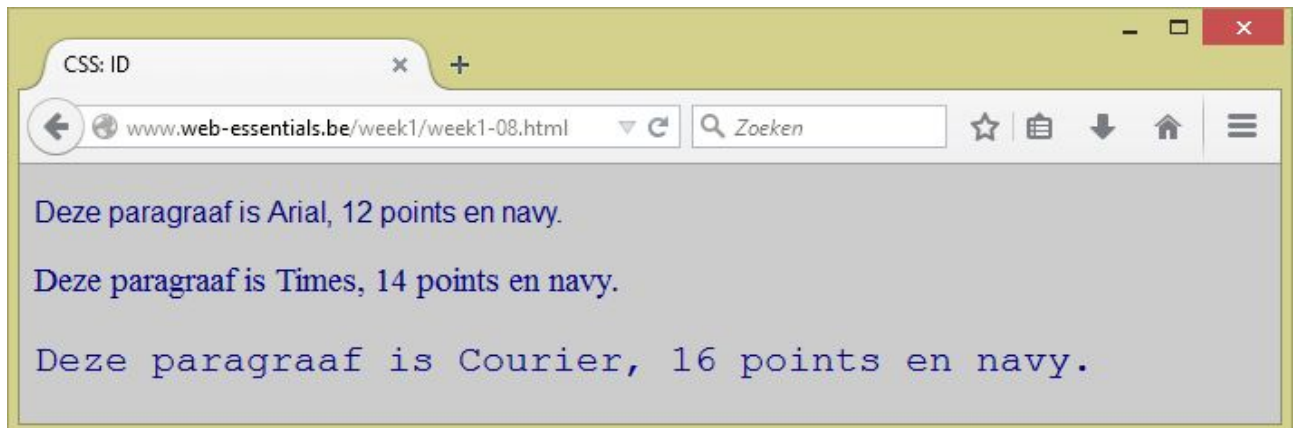 CSS: ID
www.web-essentials.be/week1/week1-08.html
Zoeken
Deze paragraaf is Arial, 12 points en navy.
Deze paragraaf is Times, 14 points en navy.
Deze paragraaf is Courier, 16 points en navy.